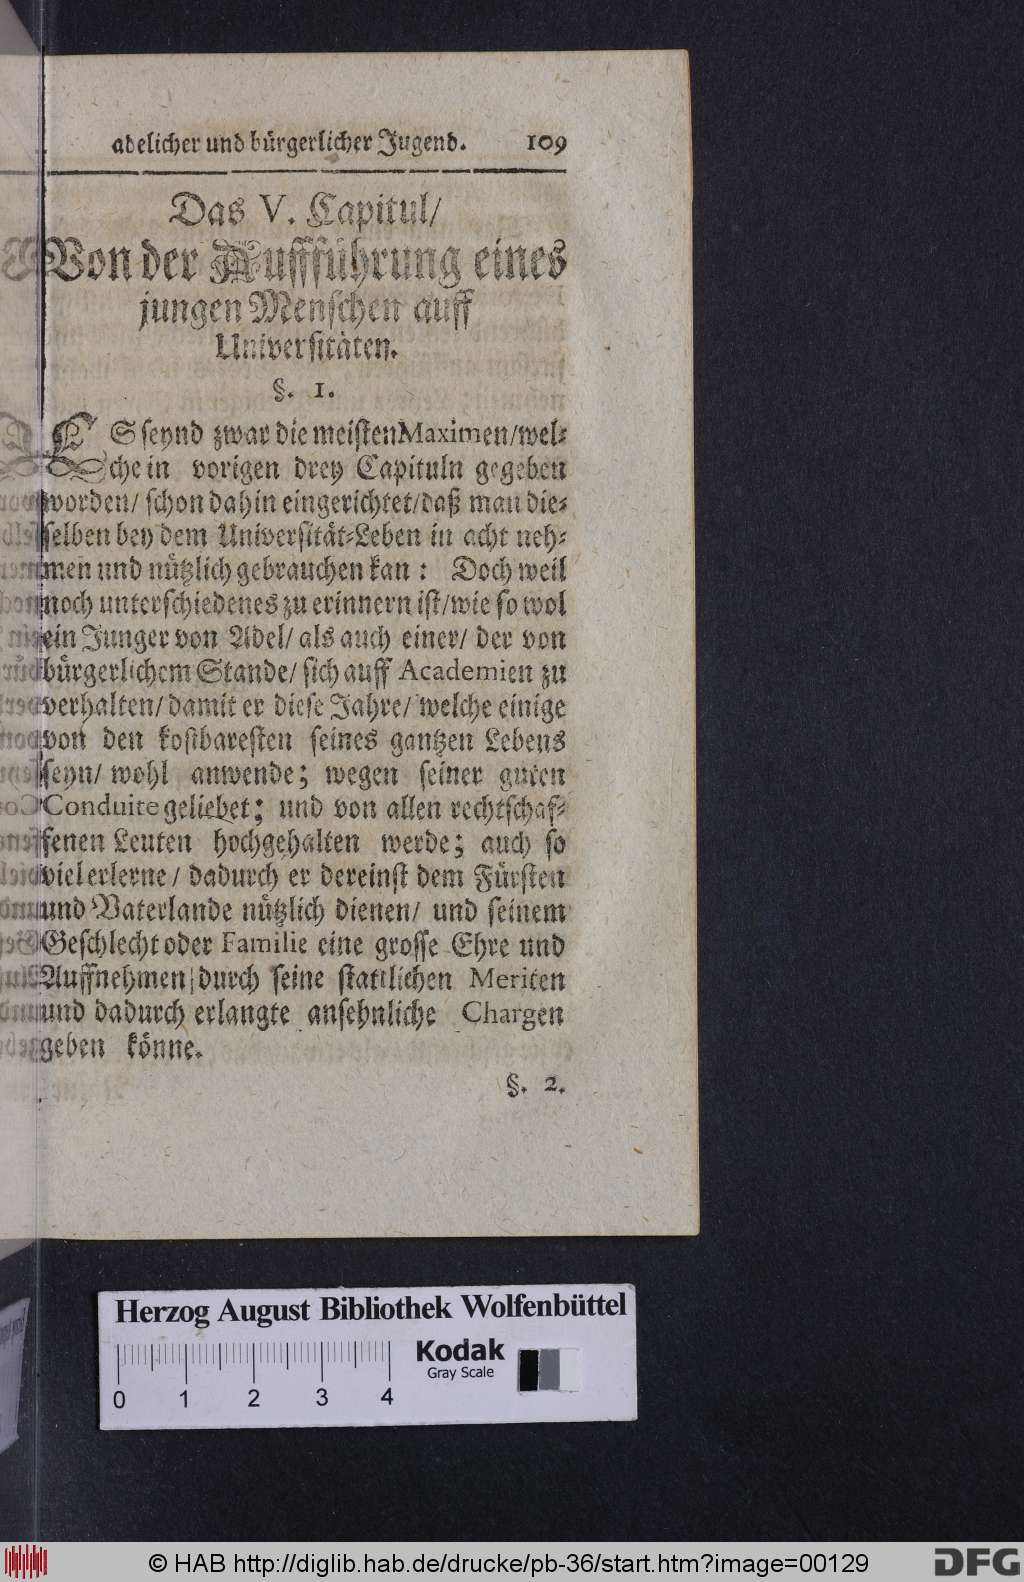 adelicher und bürgerlicher Jugend. 109
Das V. Capitul/
Von der Auffführung eines
jungen Menschen auff
Universitäten.
§. 1.
ES seynd zwar die meisten Maximen/wel-
che in vorigen drey Capituln gegeben
worden/ schon dahin eingerichtet/daß man die-
selben bey dem Universität-Leben in acht neh-
men und nützlich gebrauchen kan: Doch weil
noch unterschiedenes zu erinnern ist/wie so wol
ein Junger von Adel/ als auch einer/ der von
bürgerlichem Stande/ sich auff Academien zu
verhalten/ damit er diese Jahre/ welche einige
von den kostbaresten seines gantzen Lebens
seyn/ wohl anwende; wegen seiner guten
Conduite geliebet; und von allen rechtschaf-
fenen Leuten hochgehalten werde; auch so
viel erlerne/ dadurch er dereinst dem Fürsten
und Vaterlande nützlich dienen/ und seinem
Geschlecht oder Familie eine grosse Ehre und
Auffnehmen durch seine stattlichen Meriten
und dadurch erlangte ansehnliche Chargen
geben könne.
§. 2.
Herzog August Bibliothek Wolfenbüttel
Kodak
Gray Scale
0 1 2 3 4
© HAB http://diglib.hab.de/drucke/pb-36/start.htm?image=00129
DFG